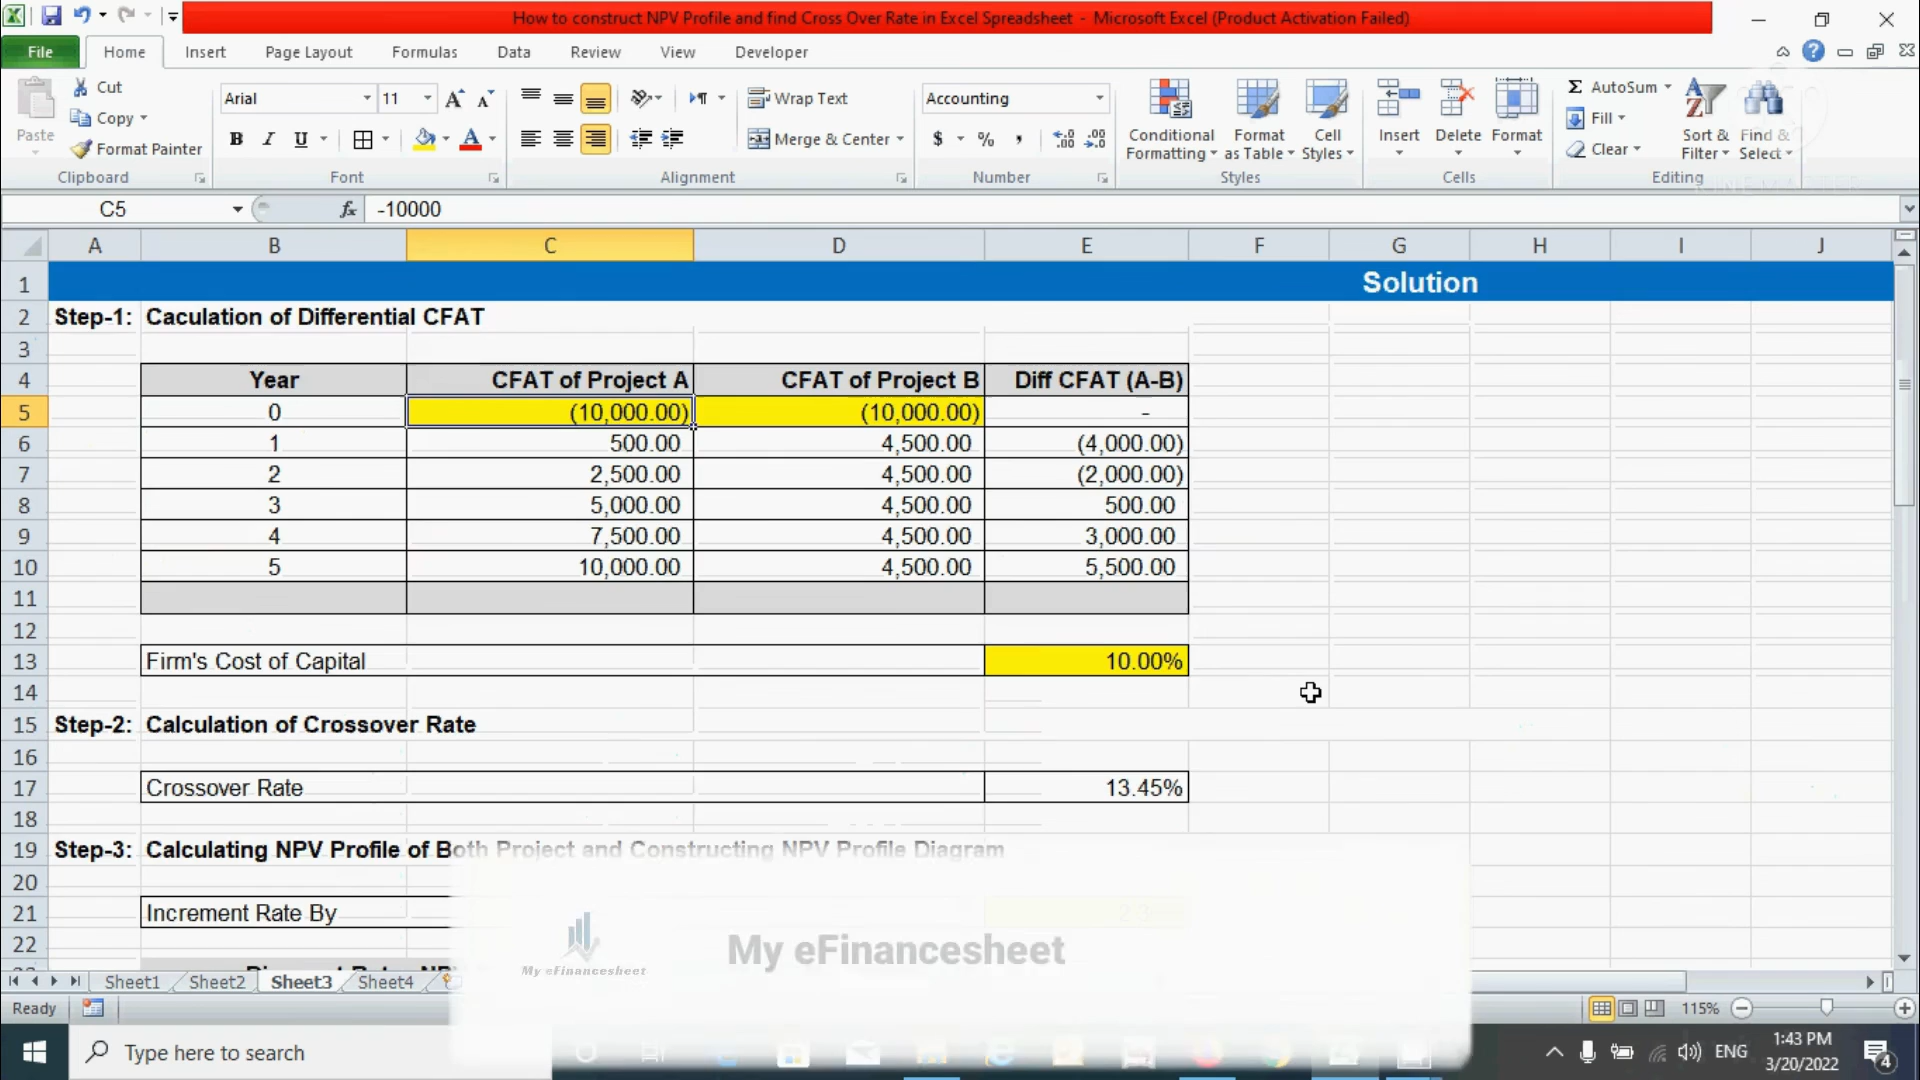 How to construct NPV Profile and find Cross Over Rate in Excel Spreadsheet - Microsoft Excel (Product Activation Failed)
File Home Insert Page Layout Formulas Data Review View Developer
Paste Cut
Copy
Format Painter
Clipboard
Arial 11
B I U
Font
Wrap Text
Merge & Center
Alignment
Accounting
$ % ,
Number
Conditional Formatting Format as Table Cell Styles
Styles
Insert Delete Format
Cells
Σ AutoSum
Fill
Clear
Sort & Filter Find & Select
Editing
C5 fx -10000
A B C D E F G H I J
1 Solution
2 Step-1: Caculation of Differential CFAT
3
4 Year CFAT of Project A CFAT of Project B Diff CFAT (A-B)
5 0 (10,000.00) (10,000.00) -
6 1 500.00 4,500.00 (4,000.00)
7 2 2,500.00 4,500.00 (2,000.00)
8 3 5,000.00 4,500.00 500.00
9 4 7,500.00 4,500.00 3,000.00
10 5 10,000.00 4,500.00 5,500.00
11
12
13 Firm's Cost of Capital 10.00%
14
15 Step-2: Calculation of Crossover Rate
16
17 Crossover Rate 13.45%
18
19 Step-3: Calculating NPV Profile of Both Project and Constructing NPV Profile Diagram
20
21 Increment Rate By
22
My eFinancesheet
My eFinancesheet
Sheet1 Sheet2 Sheet3 Sheet4
Ready 115%
Type here to search
ENG
1:43 PM
3/20/2022
4